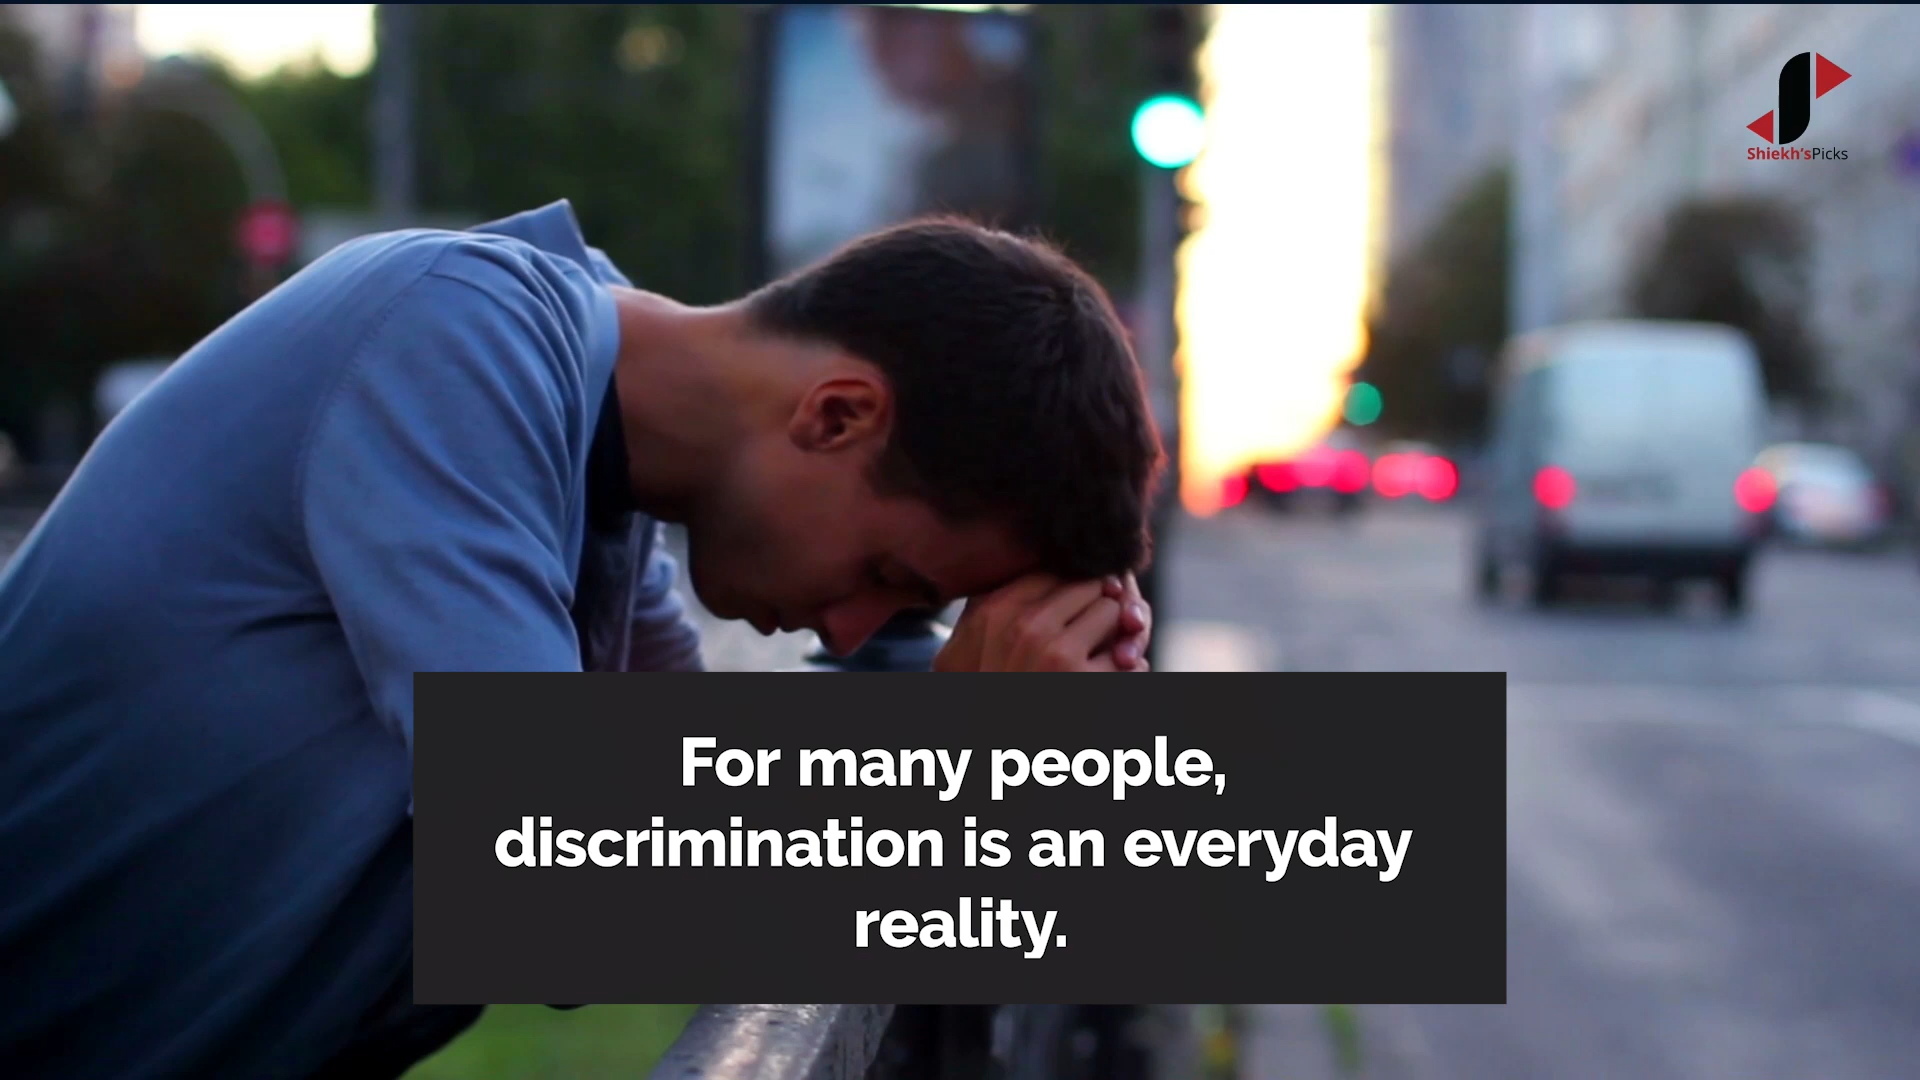 Shiekh'sPicks
For many people,
discrimination is an everyday
reality.